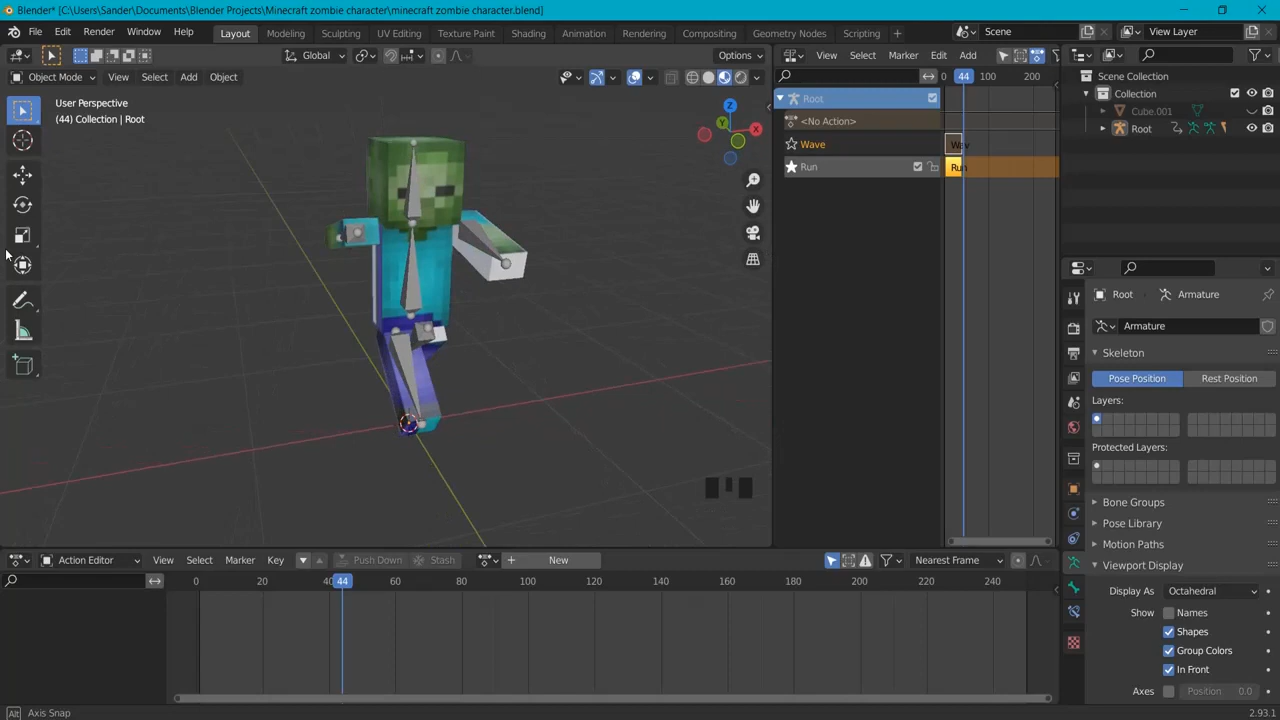 Blender* [C:\Users\Sander\Documents\Blender Projects\Minecraft zombie character\minecraft zombie character.blend]
File Edit Render Window Help Layout Modeling Sculpting UV Editing Texture Paint Shading Animation Rendering Compositing Geometry Nodes Scripting + Scene View Layer
Global Options View Select Marker Edit Add
Object Mode View Select Add Object 0 44 100 200 Scene Collection
User Perspective Root Collection
(44) Collection | Root <No Action> Cube.001
Z Y X Wave Wav Root
Run Run
Root Armature
Armature
Skeleton
Pose Position Rest Position
Layers:
Protected Layers:
Bone Groups
Pose Library
Motion Paths
Action Editor View Select Marker Key Push Down Stash + New Nearest Frame Viewport Display
0 20 40 44 60 80 100 120 140 160 180 200 220 240 Display As Octahedral
Show Names
Shapes
Group Colors
In Front
Axes Position 0.0
Alt Axis Snap 2.93.1